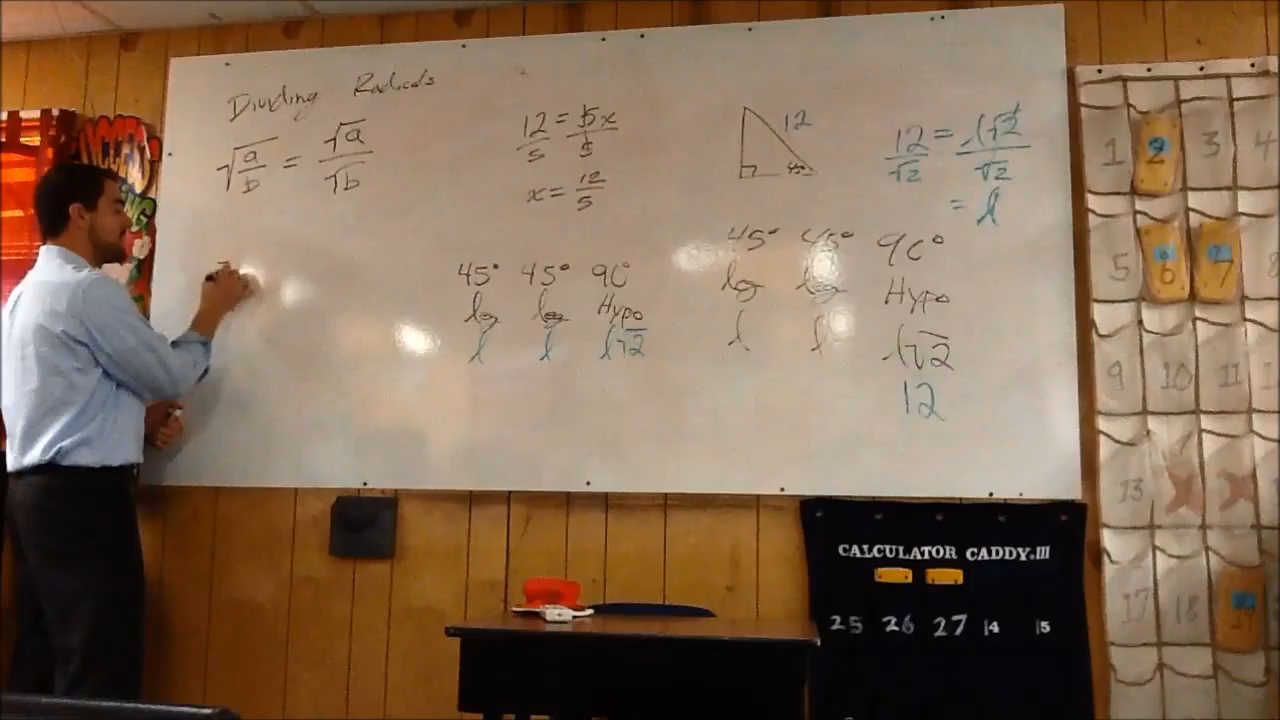 Dividing Radicals
√(a/b) = √a/√b
12/5 = 5x/5
x = 12/5
45° 45° 90°
leg leg Hypo
l l l√2
12
45°
12/√2 = l√2/√2
= l
45° 45° 90°
leg leg Hypo
l l l√2
12
1 2 3 4
5 6 7 8
9 10 11
13 X X
17 18
CALCULATOR CADDY III
25 26 27 14 15